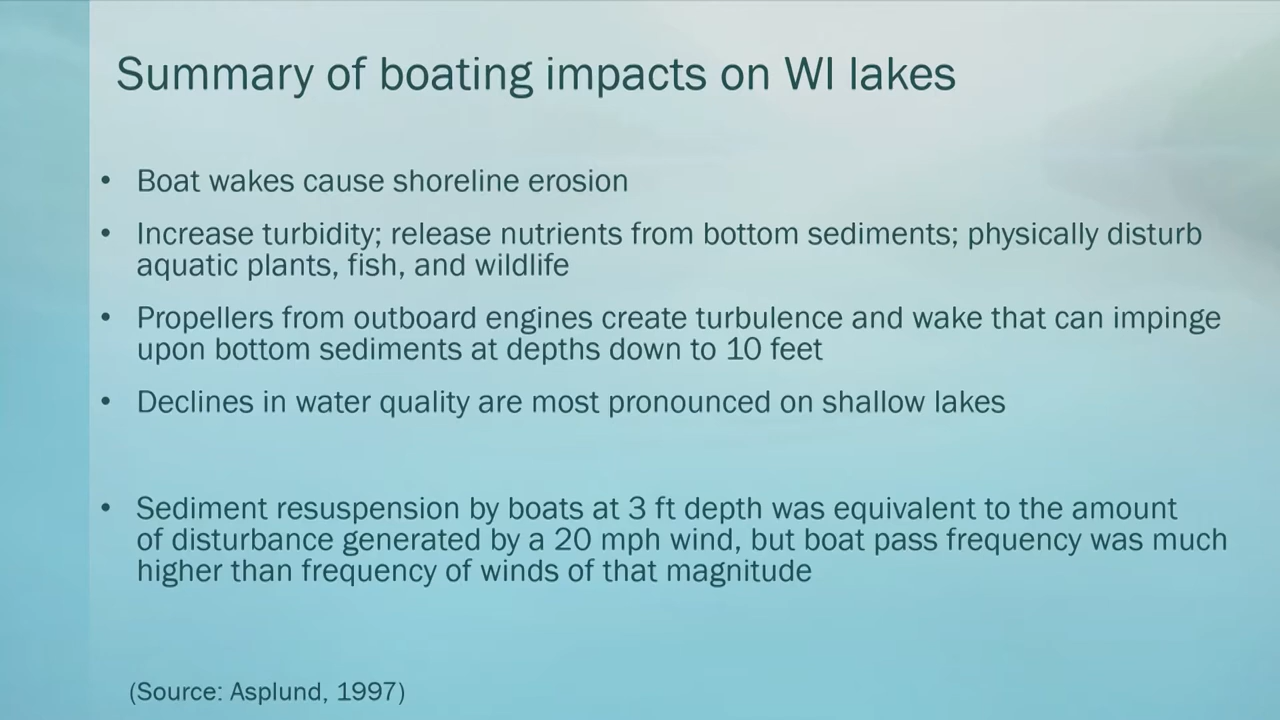 Summary of boating impacts on WI lakes
• Boat wakes cause shoreline erosion
• Increase turbidity; release nutrients from bottom sediments; physically disturb
aquatic plants, fish, and wildlife
• Propellers from outboard engines create turbulence and wake that can impinge
upon bottom sediments at depths down to 10 feet
• Declines in water quality are most pronounced on shallow lakes
• Sediment resuspension by boats at 3 ft depth was equivalent to the amount
of disturbance generated by a 20 mph wind, but boat pass frequency was much
higher than frequency of winds of that magnitude
(Source: Asplund, 1997)